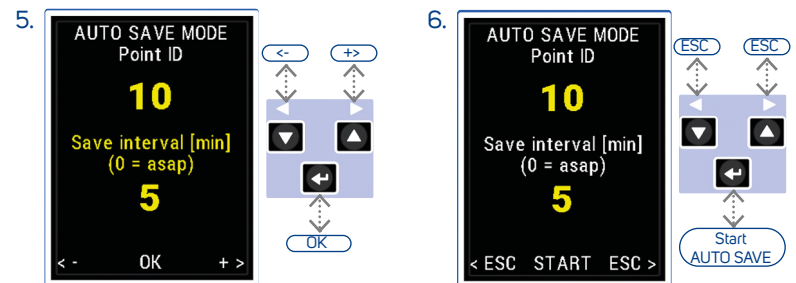 5.
AUTO SAVE MODE
Point ID
10
Save interval [min]
(0 = asap)
5
< - OK + >
<- +>
OK
6.
AUTO SAVE MODE
Point ID
10
Save interval [min]
(0 = asap)
5
< ESC START ESC >
ESC ESC
Start
AUTO SAVE